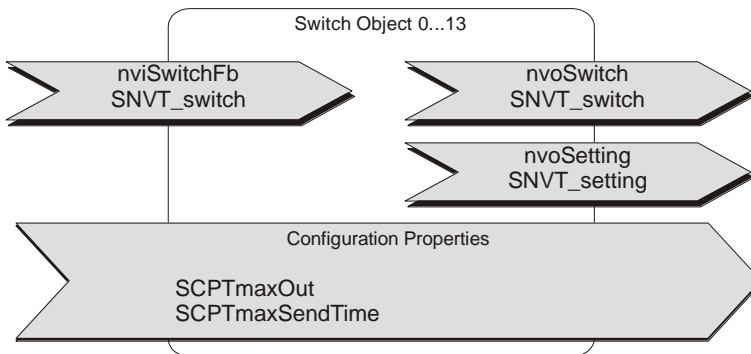 Switch Object 0...13
nviSwitchFb
SNVT_switch
nvoSwitch
SNVT_switch
nvoSetting
SNVT_setting
Configuration Properties
SCPTmaxOut
SCPTmaxSendTime